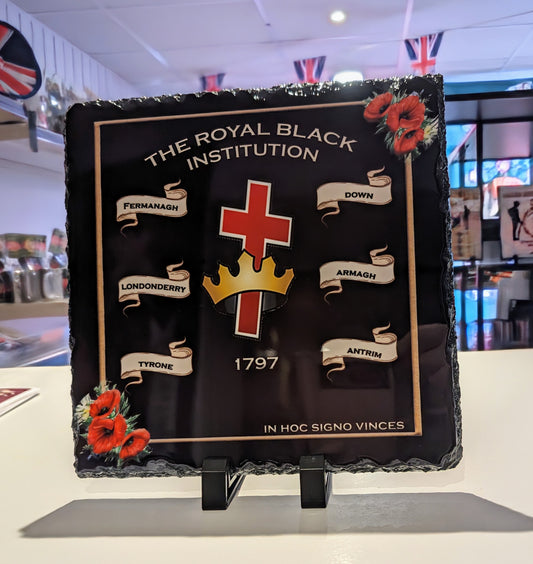 THE ROYAL BLACK
INSTITUTION
FERMANAGH
DOWN
LONDONDERRY
ARMAGH
TYRONE
ANTRIM
1797
IN HOC SIGNO VINCES